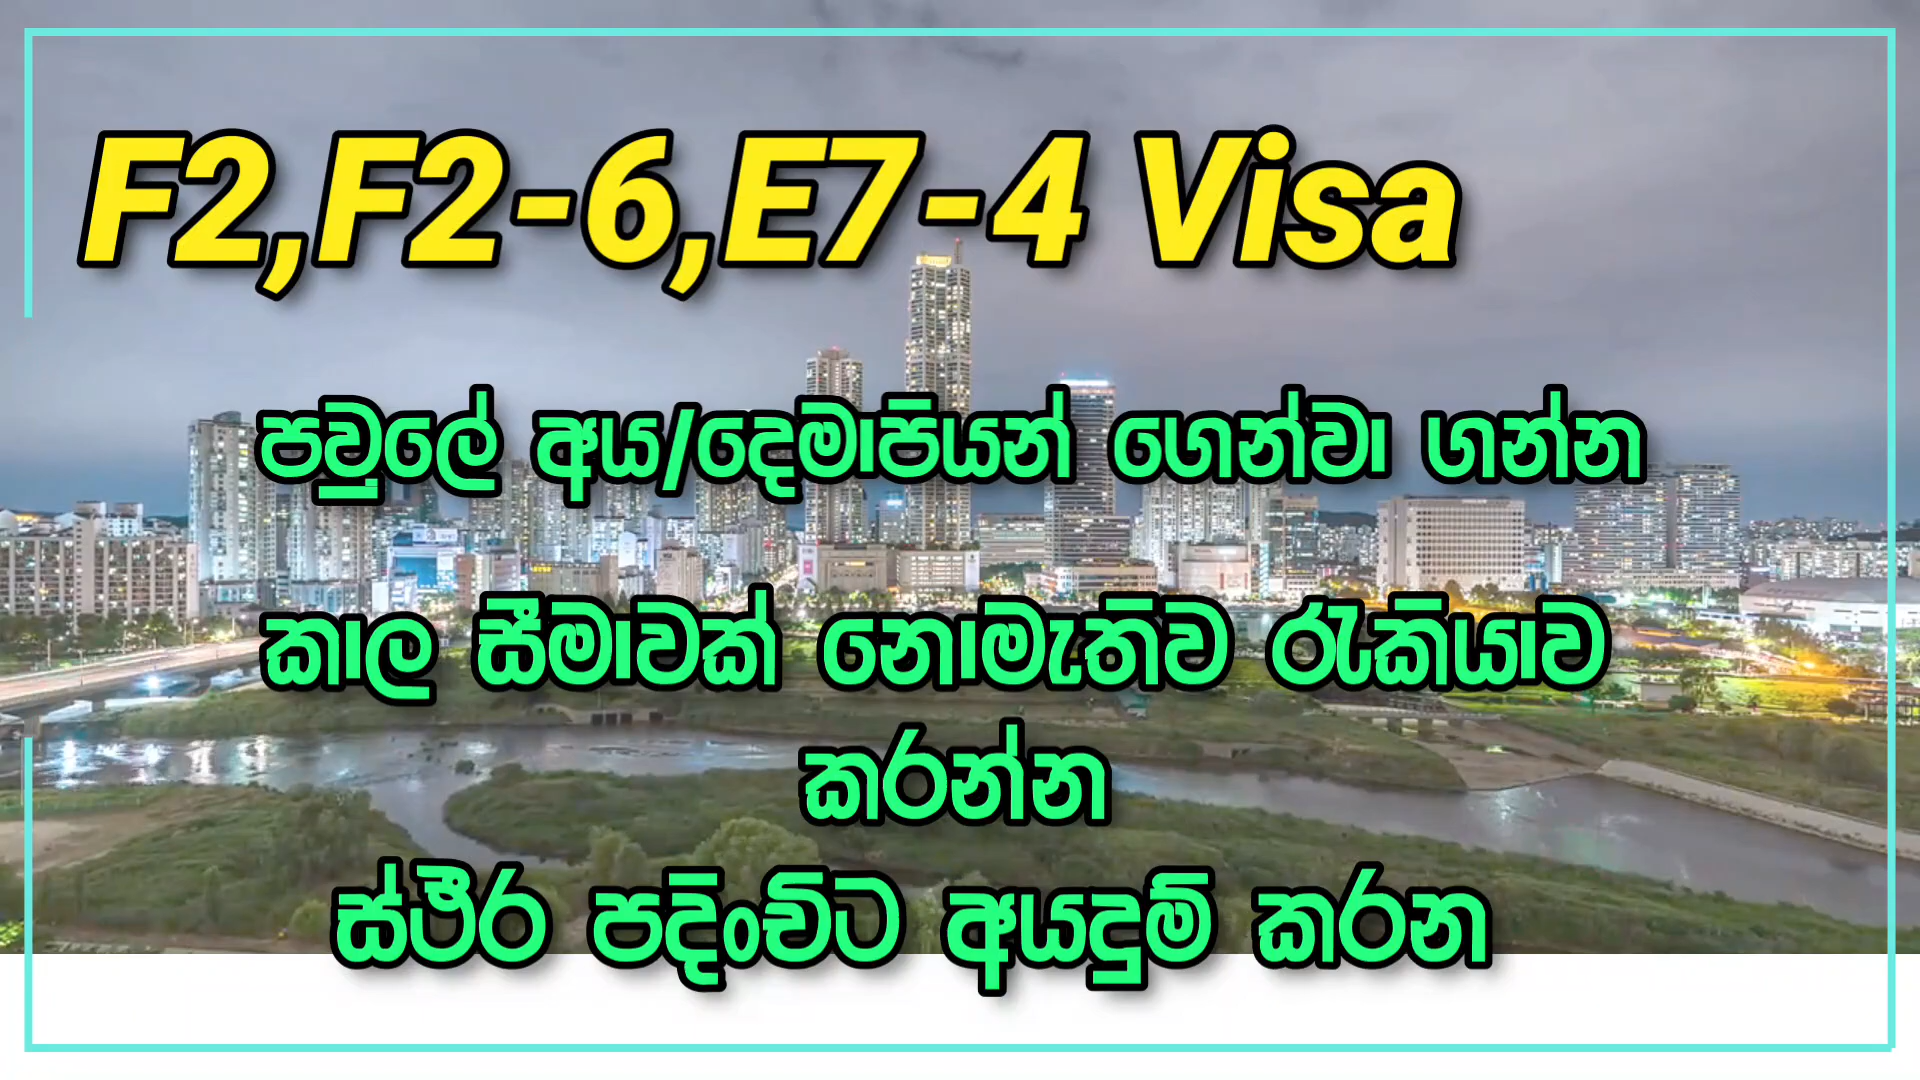 F2,F2-6,E7-4 Visa
පවුලේ අය/දෙමාපියන් ගෙන්වා ගන්න
කාල සීමාවක් නොමැතිව රැකියාව
කරන්න
ස්ථීර පදිංචිට අයදුම් කරන